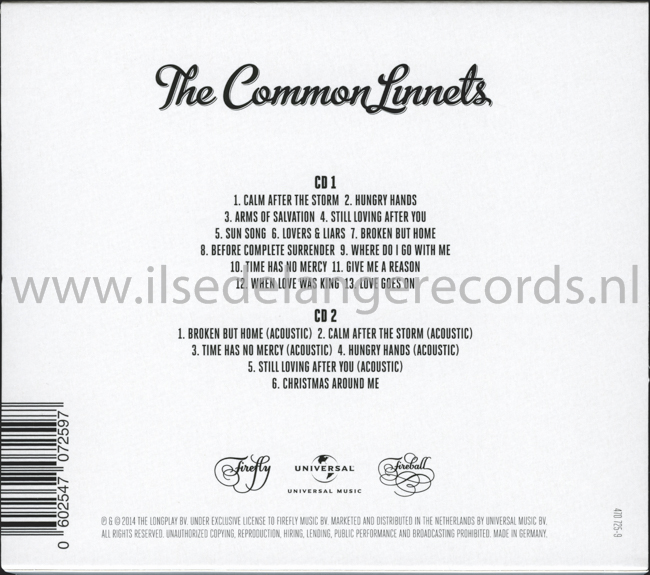 The Common Linnets
CD 1
1. CALM AFTER THE STORM 2. HUNGRY HANDS
3. ARMS OF SALVATION 4. STILL LOVING AFTER YOU
5. SUN SONG 6. LOVERS & LIARS 7. BROKEN BUT HOME
8. BEFORE COMPLETE SURRENDER 9. WHERE DO I GO WITH ME
10. TIME HAS NO MERCY 11. GIVE ME A REASON
12. WHEN LOVE WAS KING 13. LOVE GOES ON
www.ilsedelangerecords.nl
CD 2
1. BROKEN BUT HOME (ACOUSTIC) 2. CALM AFTER THE STORM (ACOUSTIC)
3. TIME HAS NO MERCY (ACOUSTIC) 4. HUNGRY HANDS (ACOUSTIC)
5. STILL LOVING AFTER YOU (ACOUSTIC)
6. CHRISTMAS AROUND ME
0 602547 072597
Firefly
UNIVERSAL
UNIVERSAL MUSIC
Fireball
470 725-9
℗ & © 2014 THE LONGPLAY BV. UNDER EXCLUSIVE LICENSE TO FIREFLY MUSIC BV. MARKETED AND DISTRIBUTED IN THE NETHERLANDS BY UNIVERSAL MUSIC BV.
ALL RIGHTS RESERVED. UNAUTHORIZED COPYING, REPRODUCTION, HIRING, LENDING, PUBLIC PERFORMANCE AND BROADCASTING PROHIBITED. MADE IN GERMANY.